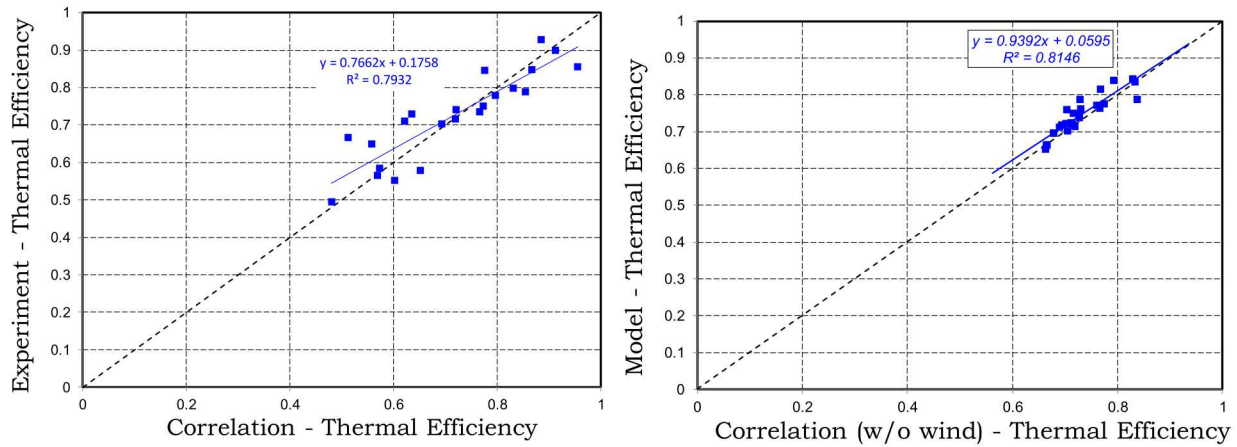 Experiment - Thermal Efficiency
1
0.9
0.8
0.7
0.6
0.5
0.4
0.3
0.2
0.1
0
y = 0.7662x + 0.1758
R² = 0.7932
0 0.2 0.4 0.6 0.8 1
Correlation - Thermal Efficiency
Model - Thermal Efficiency
1
0.9
0.8
0.7
0.6
0.5
0.4
0.3
0.2
0.1
0
y = 0.9392x + 0.0595
R² = 0.8146
0 0.2 0.4 0.6 0.8 1
Correlation (w/o wind) - Thermal Efficiency